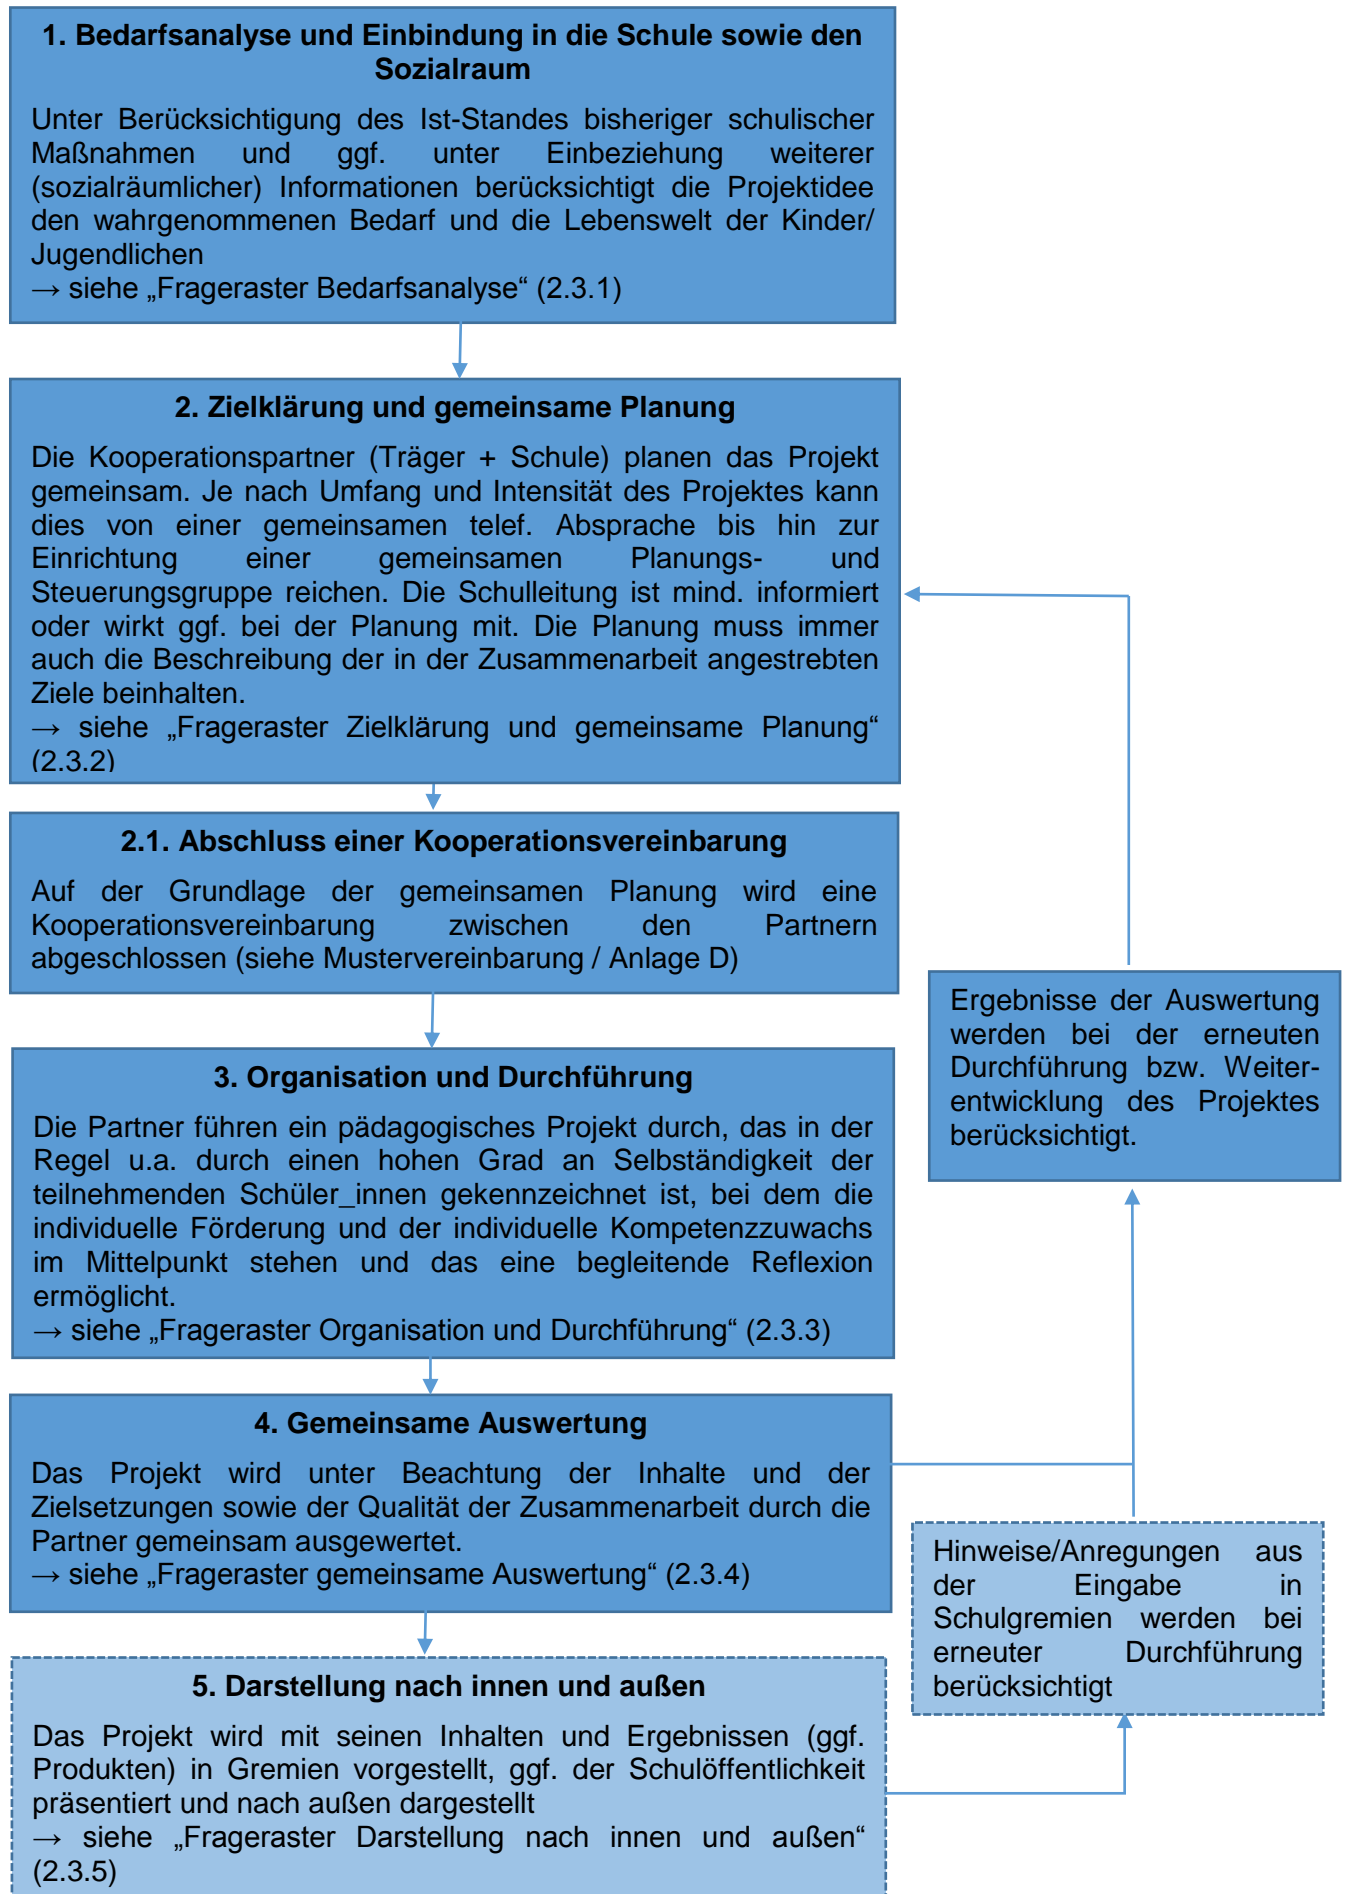 1. Bedarfsanalyse und Einbindung in die Schule sowie den
Sozialraum
Unter Berücksichtigung des Ist-Standes bisheriger schulischer
Maßnahmen und ggf. unter Einbeziehung weiterer
(sozialräumlicher) Informationen berücksichtigt die Projektidee
den wahrgenommenen Bedarf und die Lebenswelt der Kinder/
Jugendlichen
→ siehe „Frageraster Bedarfsanalyse“ (2.3.1)
2. Zielklärung und gemeinsame Planung
Die Kooperationspartner (Träger + Schule) planen das Projekt
gemeinsam. Je nach Umfang und Intensität des Projektes kann
dies von einer gemeinsamen telef. Absprache bis hin zur
Einrichtung einer gemeinsamen Planungs- und
Steuerungsgruppe reichen. Die Schulleitung ist mind. informiert
oder wirkt ggf. bei der Planung mit. Die Planung muss immer
auch die Beschreibung der in der Zusammenarbeit angestrebten
Ziele beinhalten.
→ siehe „Frageraster Zielklärung und gemeinsame Planung“
(2.3.2)
2.1. Abschluss einer Kooperationsvereinbarung
Auf der Grundlage der gemeinsamen Planung wird eine
Kooperationsvereinbarung zwischen den Partnern
abgeschlossen (siehe Mustervereinbarung / Anlage D)
3. Organisation und Durchführung
Die Partner führen ein pädagogisches Projekt durch, das in der
Regel u.a. durch einen hohen Grad an Selbständigkeit der
teilnehmenden Schüler_innen gekennzeichnet ist, bei dem die
individuelle Förderung und der individuelle Kompetenzzuwachs
im Mittelpunkt stehen und das eine begleitende Reflexion
ermöglicht.
→ siehe „Frageraster Organisation und Durchführung“ (2.3.3)
4. Gemeinsame Auswertung
Das Projekt wird unter Beachtung der Inhalte und der
Zielsetzungen sowie der Qualität der Zusammenarbeit durch die
Partner gemeinsam ausgewertet.
→ siehe „Frageraster gemeinsame Auswertung“ (2.3.4)
5. Darstellung nach innen und außen
Das Projekt wird mit seinen Inhalten und Ergebnissen (ggf.
Produkten) in Gremien vorgestellt, ggf. der Schulöffentlichkeit
präsentiert und nach außen dargestellt
→ siehe „Frageraster Darstellung nach innen und außen“
(2.3.5)
Ergebnisse der Auswertung
werden bei der erneuten
Durchführung bzw. Weiter-
entwicklung des Projektes
berücksichtigt.
Hinweise/Anregungen aus
der Eingabe in
Schulgremien werden bei
erneuter Durchführung
berücksichtigt